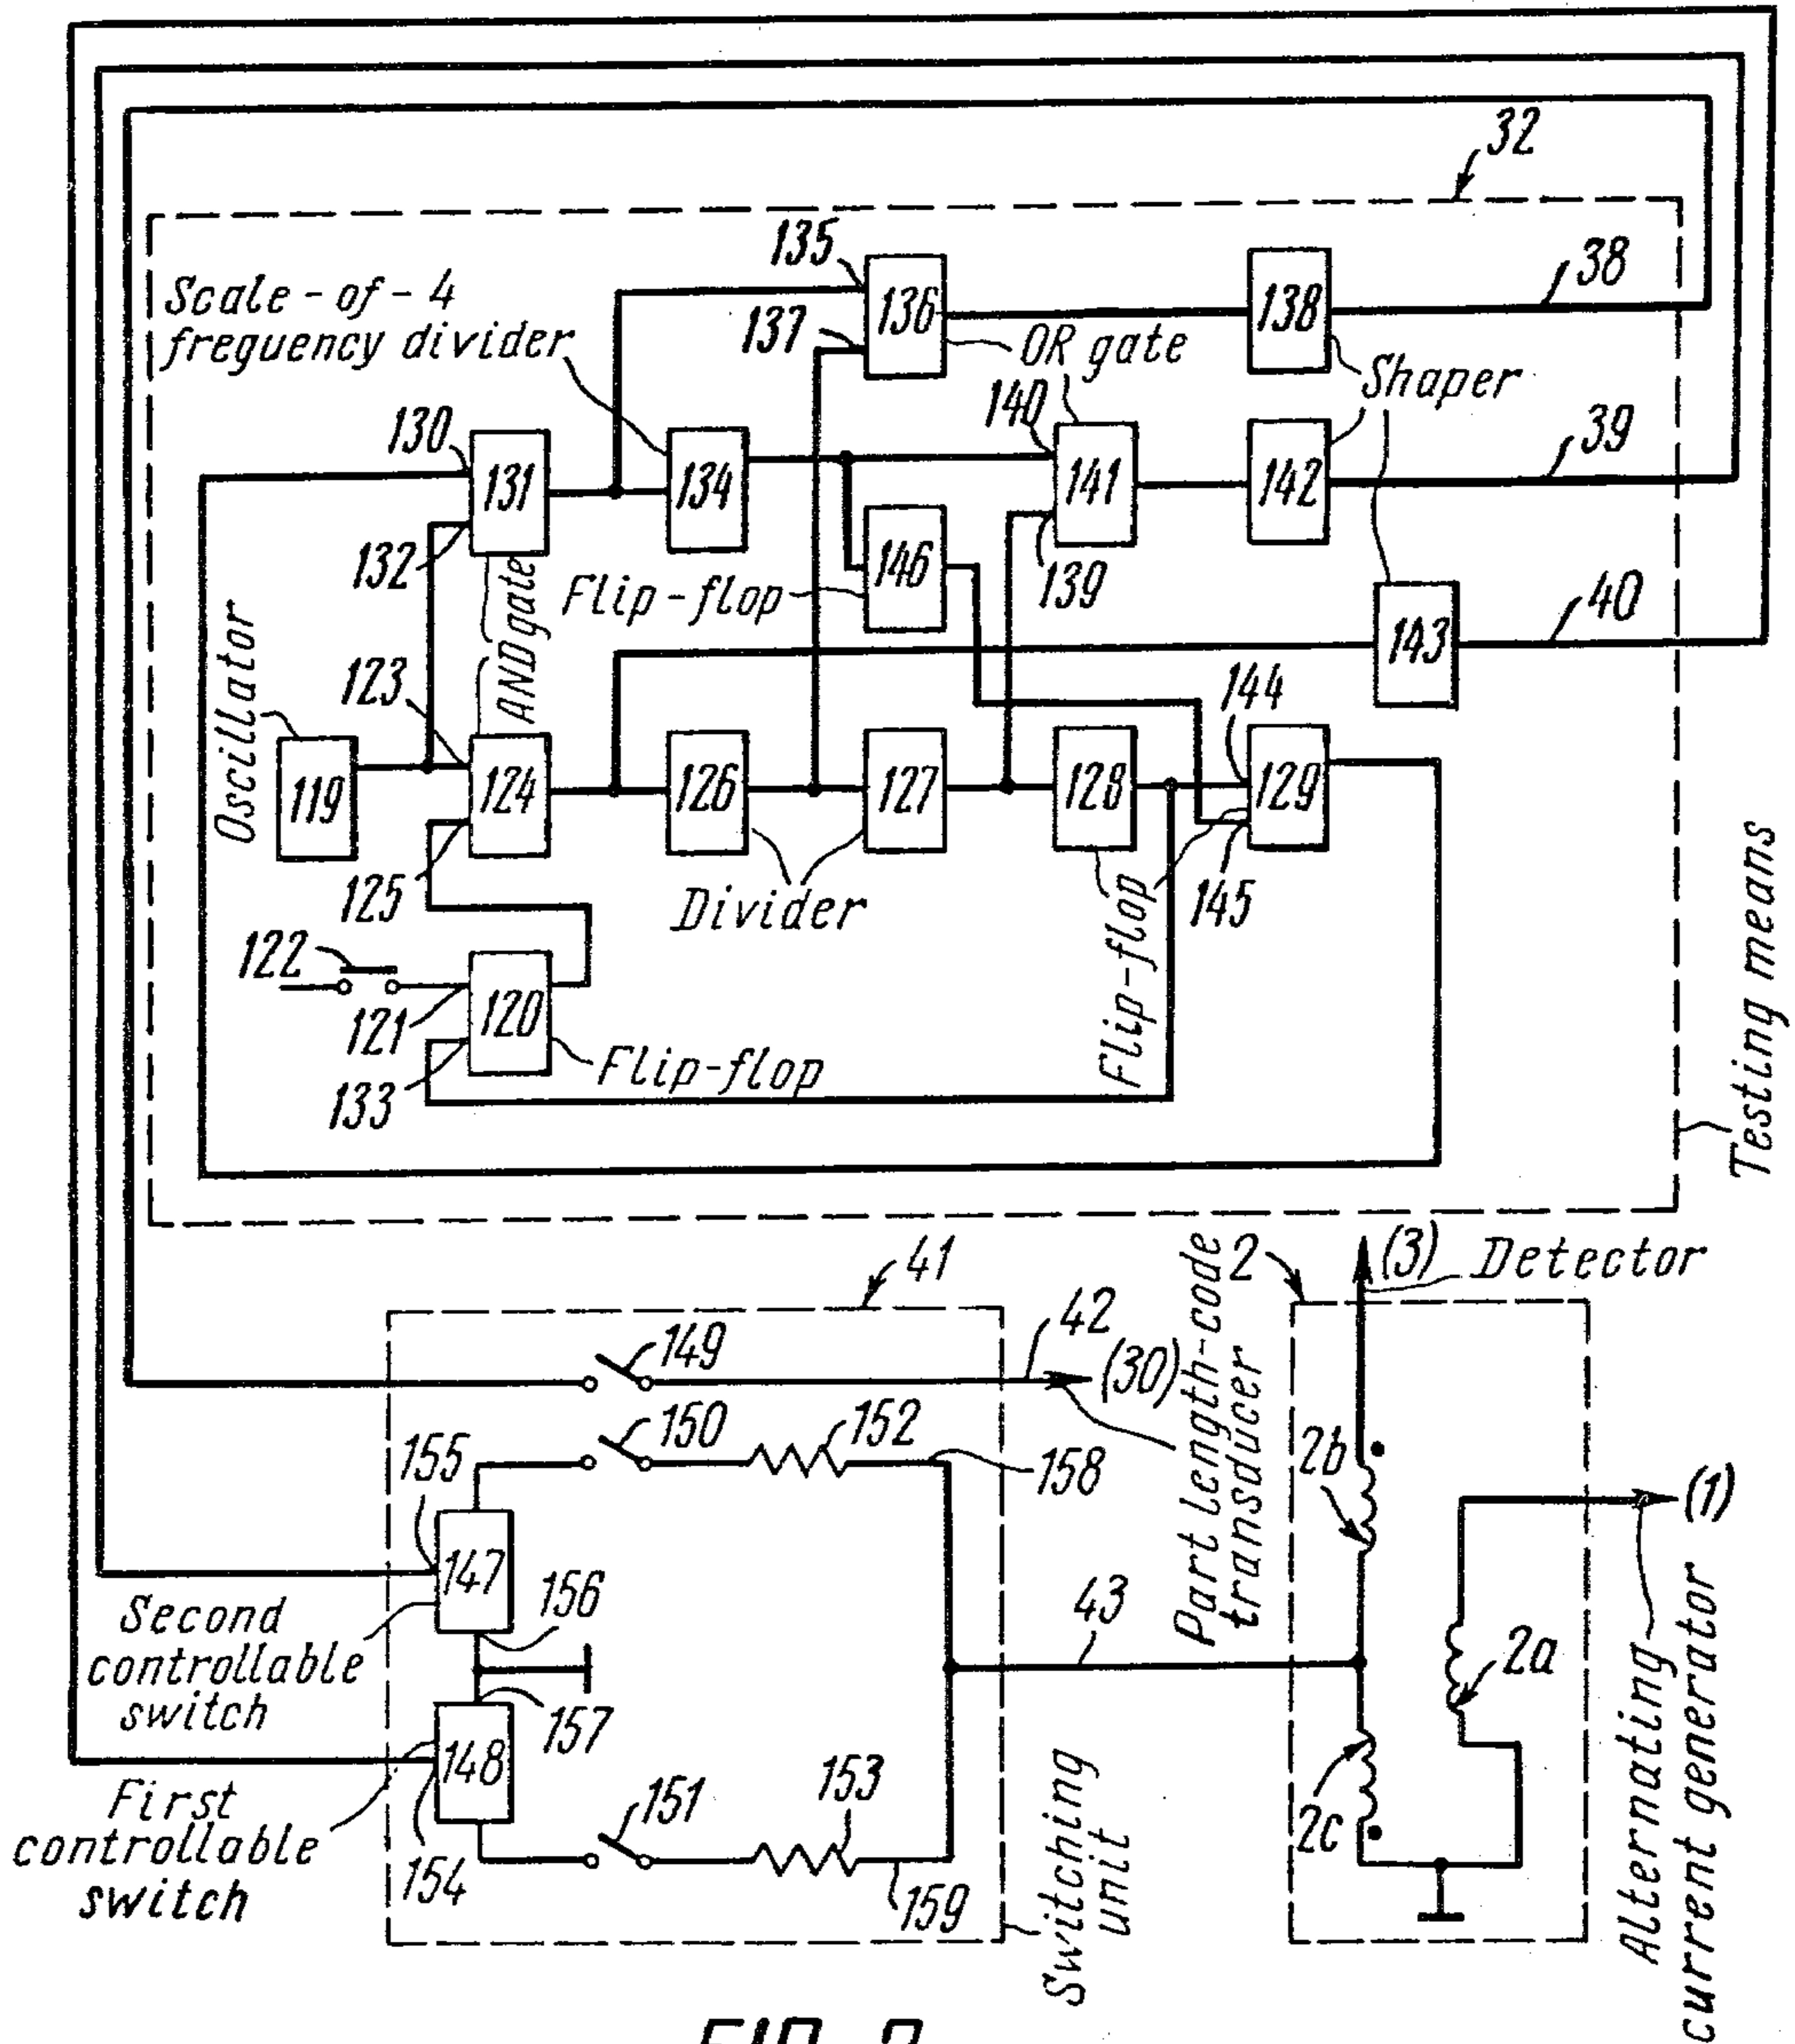 32
135
38
Scale-of-4
freguency divider
136
138
137
OR gate
Shaper
130
140
39
131
134
141
142
132
146
139
Flip-flop
40
AND gate
143
Oscillator
123
144
119
124
126
127
128
129
125
Divider
145
122
Flip-flop
121
120
133
Flip-flop
Testing means
41
2
(3)
Detector
149
42
(30)
Part length-code
transducer
150
152
155
158
2b
(1)
147
156
43
Second
controllable
switch
2a
157
148
153
151
2c
First
controllable
switch
154
159
Switching
unit
Alternating
current generator